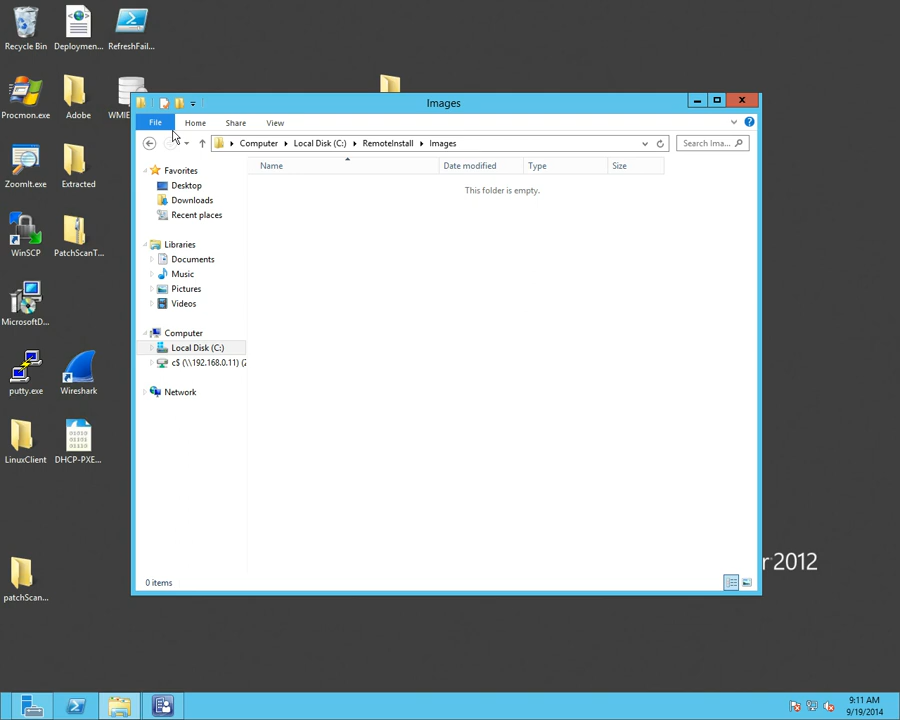 Recycle Bin
Deploymen...
RefreshFail...
Procmon.exe
Adobe
WMIE
ZoomIt.exe
Extracted
WinSCP
PatchScanT...
MicrosoftD...
putty.exe
Wireshark
LinuxClient
DHCP-PXE...
patchScan...
Images
File
Home
Share
View
Computer
Local Disk (C:)
RemoteInstall
Images
Search Ima...
Name
Date modified
Type
Size
This folder is empty.
Favorites
Desktop
Downloads
Recent places
Libraries
Documents
Music
Pictures
Videos
Computer
Local Disk (C:)
c$ (\\192.168.0.11) (Z
Network
0 items
r 2012
9:11 AM
9/19/2014